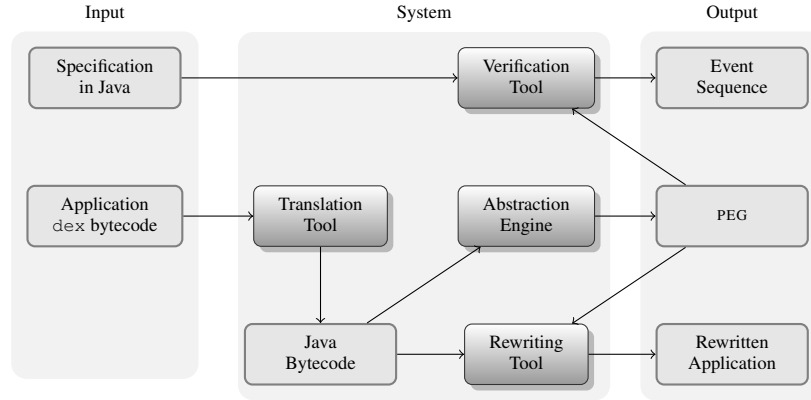 Input
System
Output
Specification
in Java
Verification
Tool
Event
Sequence
Application
dex bytecode
Translation
Tool
Abstraction
Engine
PEG
Java
Bytecode
Rewriting
Tool
Rewritten
Application